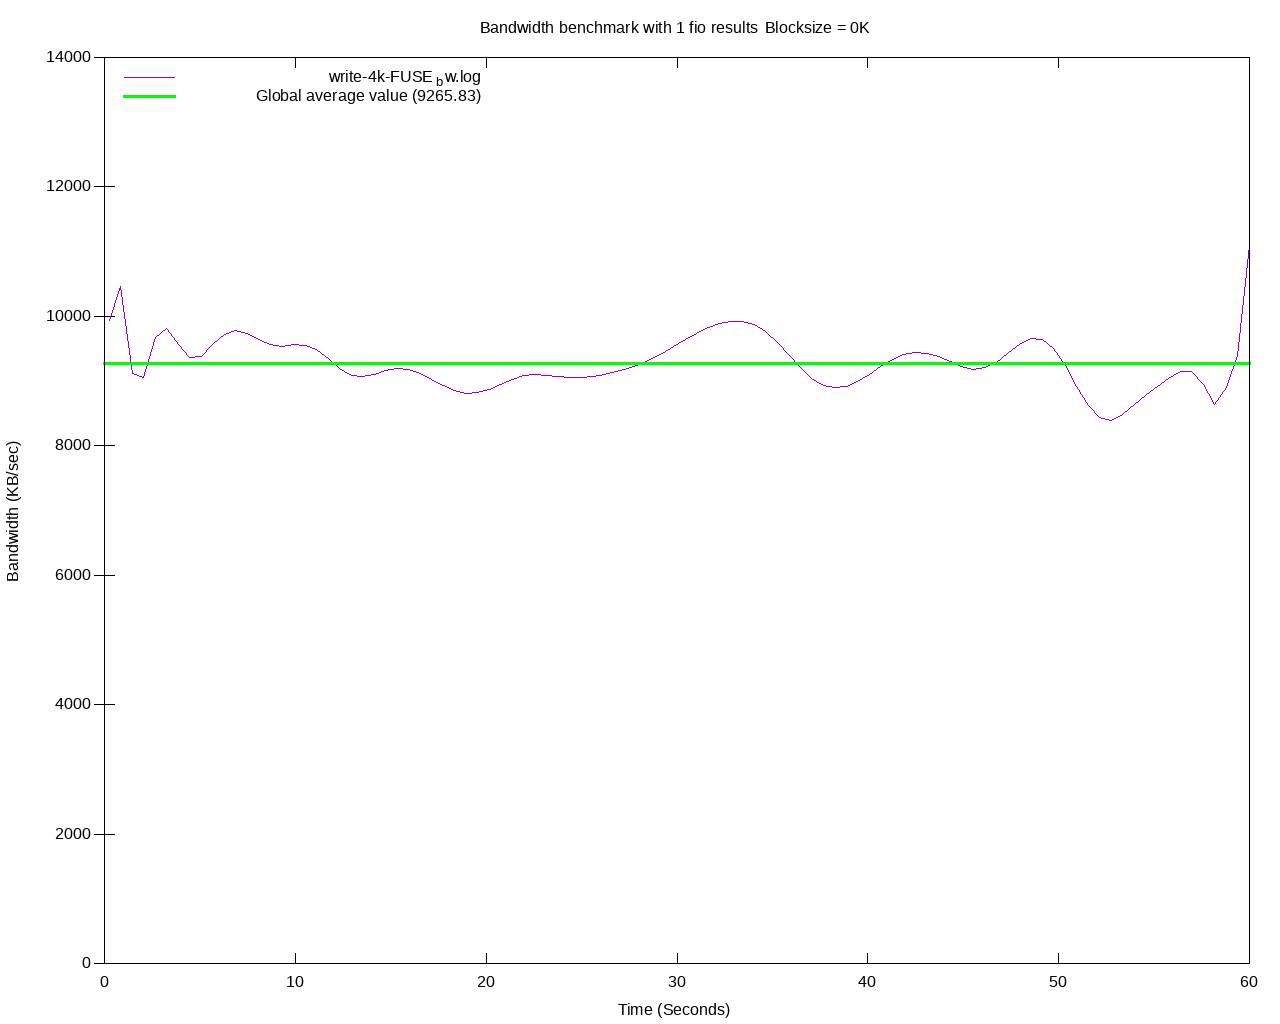 Bandwidth benchmark with 1 fio results Blocksize = 0K
14000
write-4k-FUSE_bw.log
Global average value (9265.83)
12000
10000
8000
Bandwidth (KB/sec)
6000
4000
2000
0
0 10 20 30 40 50 60
Time (Seconds)